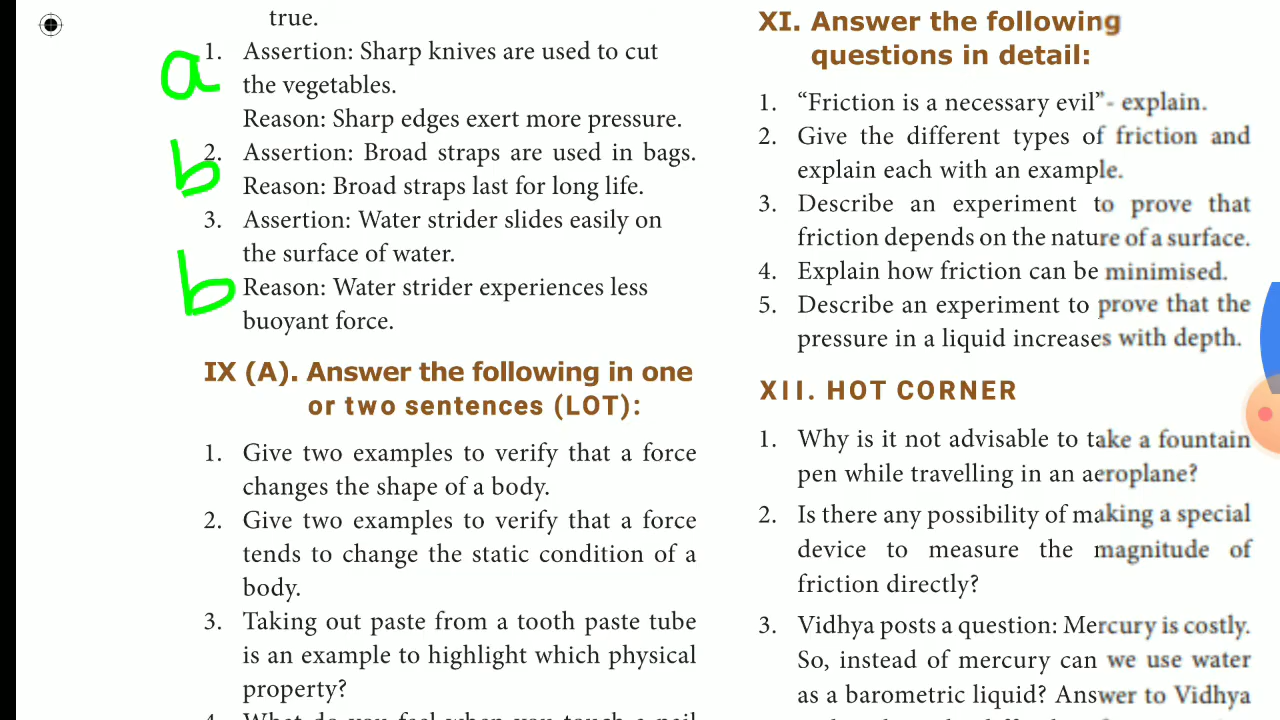 true.
a
1. Assertion: Sharp knives are used to cut
the vegetables.
Reason: Sharp edges exert more pressure.
b
2. Assertion: Broad straps are used in bags.
Reason: Broad straps last for long life.
3. Assertion: Water strider slides easily on
the surface of water.
b
Reason: Water strider experiences less
buoyant force.
IX (A). Answer the following in one
or two sentences (LOT):
1. Give two examples to verify that a force
changes the shape of a body.
2. Give two examples to verify that a force
tends to change the static condition of a
body.
3. Taking out paste from a tooth paste tube
is an example to highlight which physical
property?
4. What do you feel when you touch a nail
XI. Answer the following
questions in detail:
1. “Friction is a necessary evil”- explain.
2. Give the different types of friction and
explain each with an example.
3. Describe an experiment to prove that
friction depends on the nature of a surface.
4. Explain how friction can be minimised.
5. Describe an experiment to prove that the
pressure in a liquid increases with depth.
XII. HOT CORNER
1. Why is it not advisable to take a fountain
pen while travelling in an aeroplane?
2. Is there any possibility of making a special
device to measure the magnitude of
friction directly?
3. Vidhya posts a question: Mercury is costly.
So, instead of mercury can we use water
as a barometric liquid? Answer to Vidhya